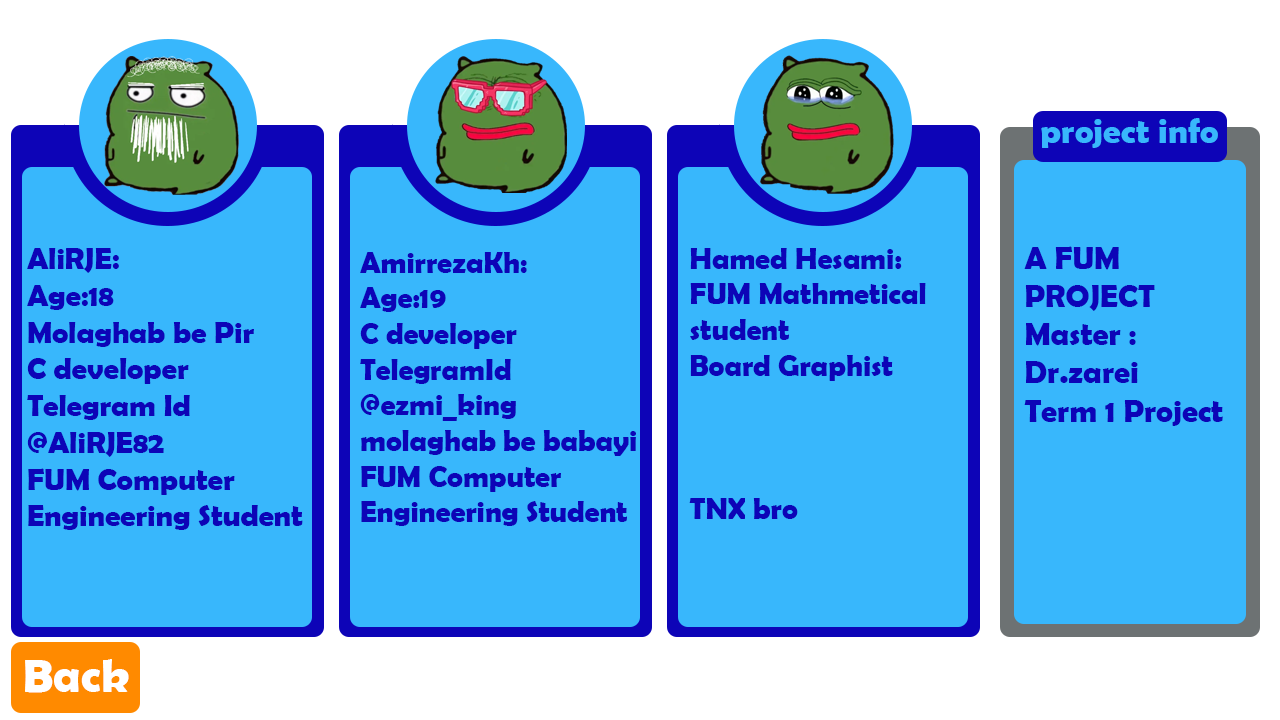 AliRJE:
Age:18
Molaghab be Pir
C developer
Telegram Id
@AliRJE82
FUM Computer
Engineering Student
AmirrezaKh:
Age:19
C developer
TelegramId
@ezmi_king
molaghab be babayi
FUM Computer
Engineering Student
Hamed Hesami:
FUM Mathmetical
student
Board Graphist
TNX bro
project info
A FUM
PROJECT
Master :
Dr.zarei
Term 1 Project
Back